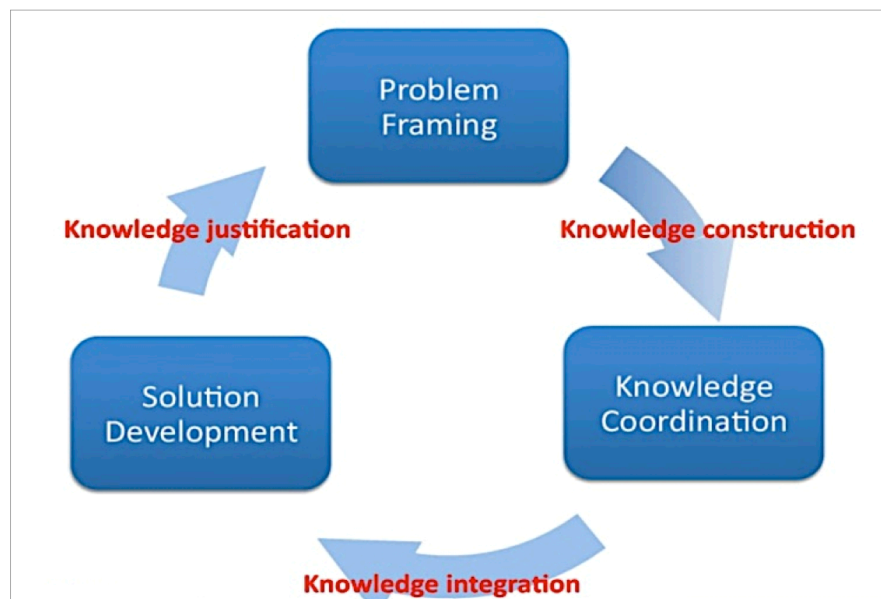 Problem
Framing
Knowledge justification
Knowledge construction
Solution
Development
Knowledge
Coordination
Knowledge integration